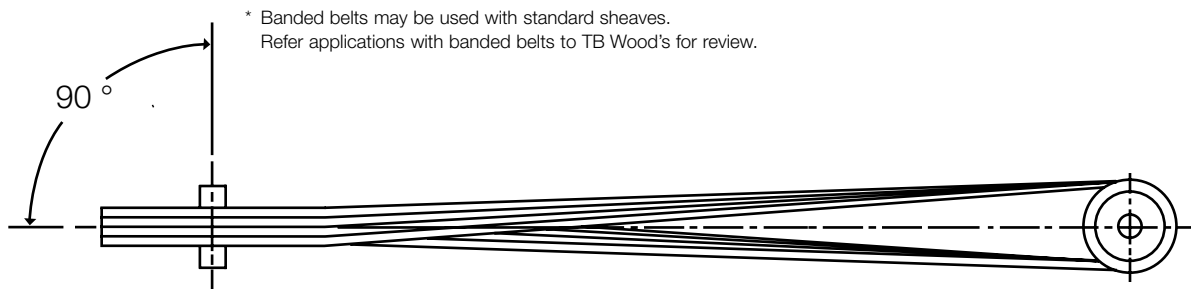 * Banded belts may be used with standard sheaves.
Refer applications with banded belts to TB Wood's for review.
90 °